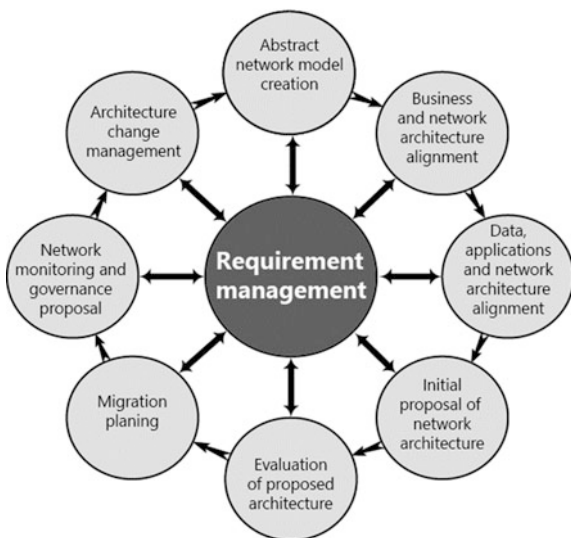 Abstract
network model
creation
Business
and network
architecture
alignment
Data,
applications
and network
architecture
alignment
Initial
proposal of
network
architecture
Evaluation
of proposed
architecture
Migration
planing
Network
monitoring and
governance
proposal
Architecture
change
management
Requirement
management